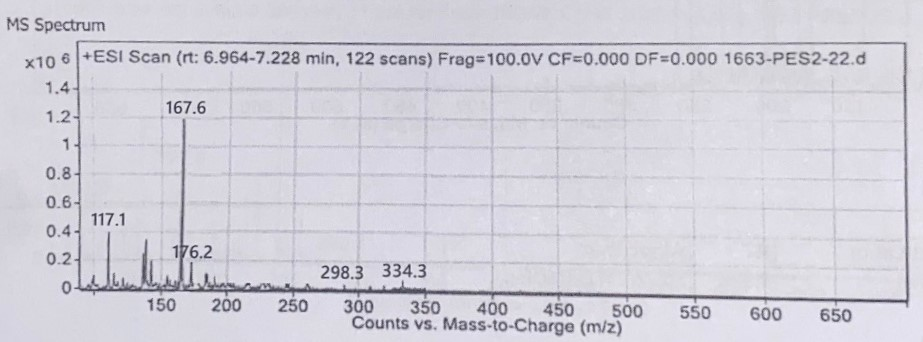 MS Spectrum
x10 6
+ESI Scan (rt: 6.964-7.228 min, 122 scans) Frag=100.0V CF=0.000 DF=0.000 1663-PES2-22.d
1.4
1.2
1
0.8
0.6
0.4
0.2
0
167.6
117.1
176.2
298.3 334.3
150 200 250 300 350 400 450 500 550 600 650
Counts vs. Mass-to-Charge (m/z)